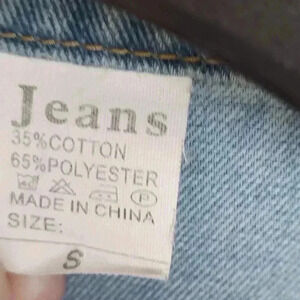 Jeans
35%COTTON
65%POLYESTER
P
MADE IN CHINA
SIZE:
S